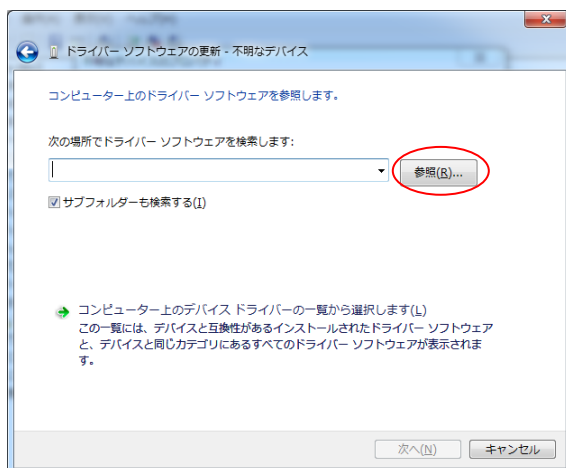 ドライバー ソフトウェアの更新 - 不明なデバイス
コンピューター上のドライバー ソフトウェアを参照します。
次の場所でドライバー ソフトウェアを検索します:
参照(R)...
サブフォルダーも検索する(I)
コンピューター上のデバイス ドライバーの一覧から選択します(L)
この一覧には、デバイスと互換性があるインストールされたドライバー ソフトウェア
と、デバイスと同じカテゴリにあるすべてのドライバー ソフトウェアが表示されま
す。
次へ(N)
キャンセル